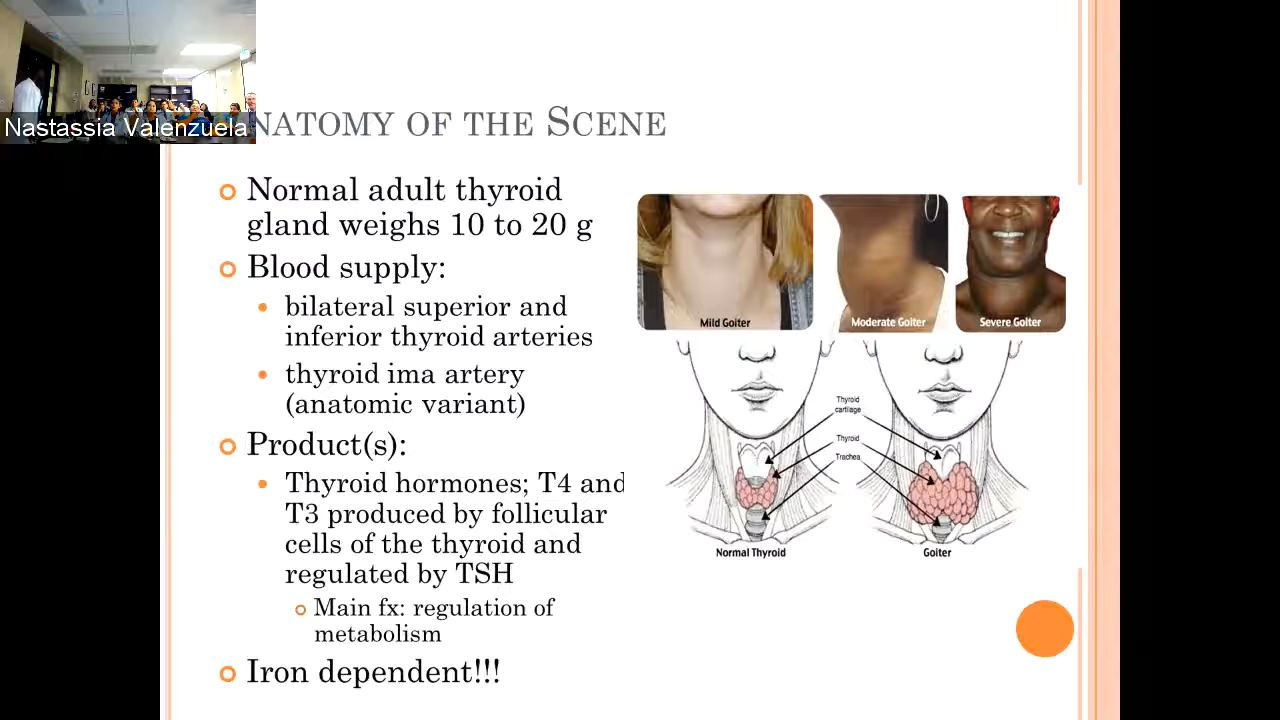 Nastassia Valenzuela
NATOMY OF THE SCENE
Normal adult thyroid
gland weighs 10 to 20 g
Blood supply:
bilateral superior and
inferior thyroid arteries
thyroid ima artery
(anatomic variant)
Product(s):
Thyroid hormones; T4 and
T3 produced by follicular
cells of the thyroid and
regulated by TSH
Main fx: regulation of
metabolism
Iron dependent!!!
Mild Goiter
Moderate Goiter
Severe Goiter
Thyroid
cartilage
Thyroid
Trachea
Normal Thyroid
Goiter